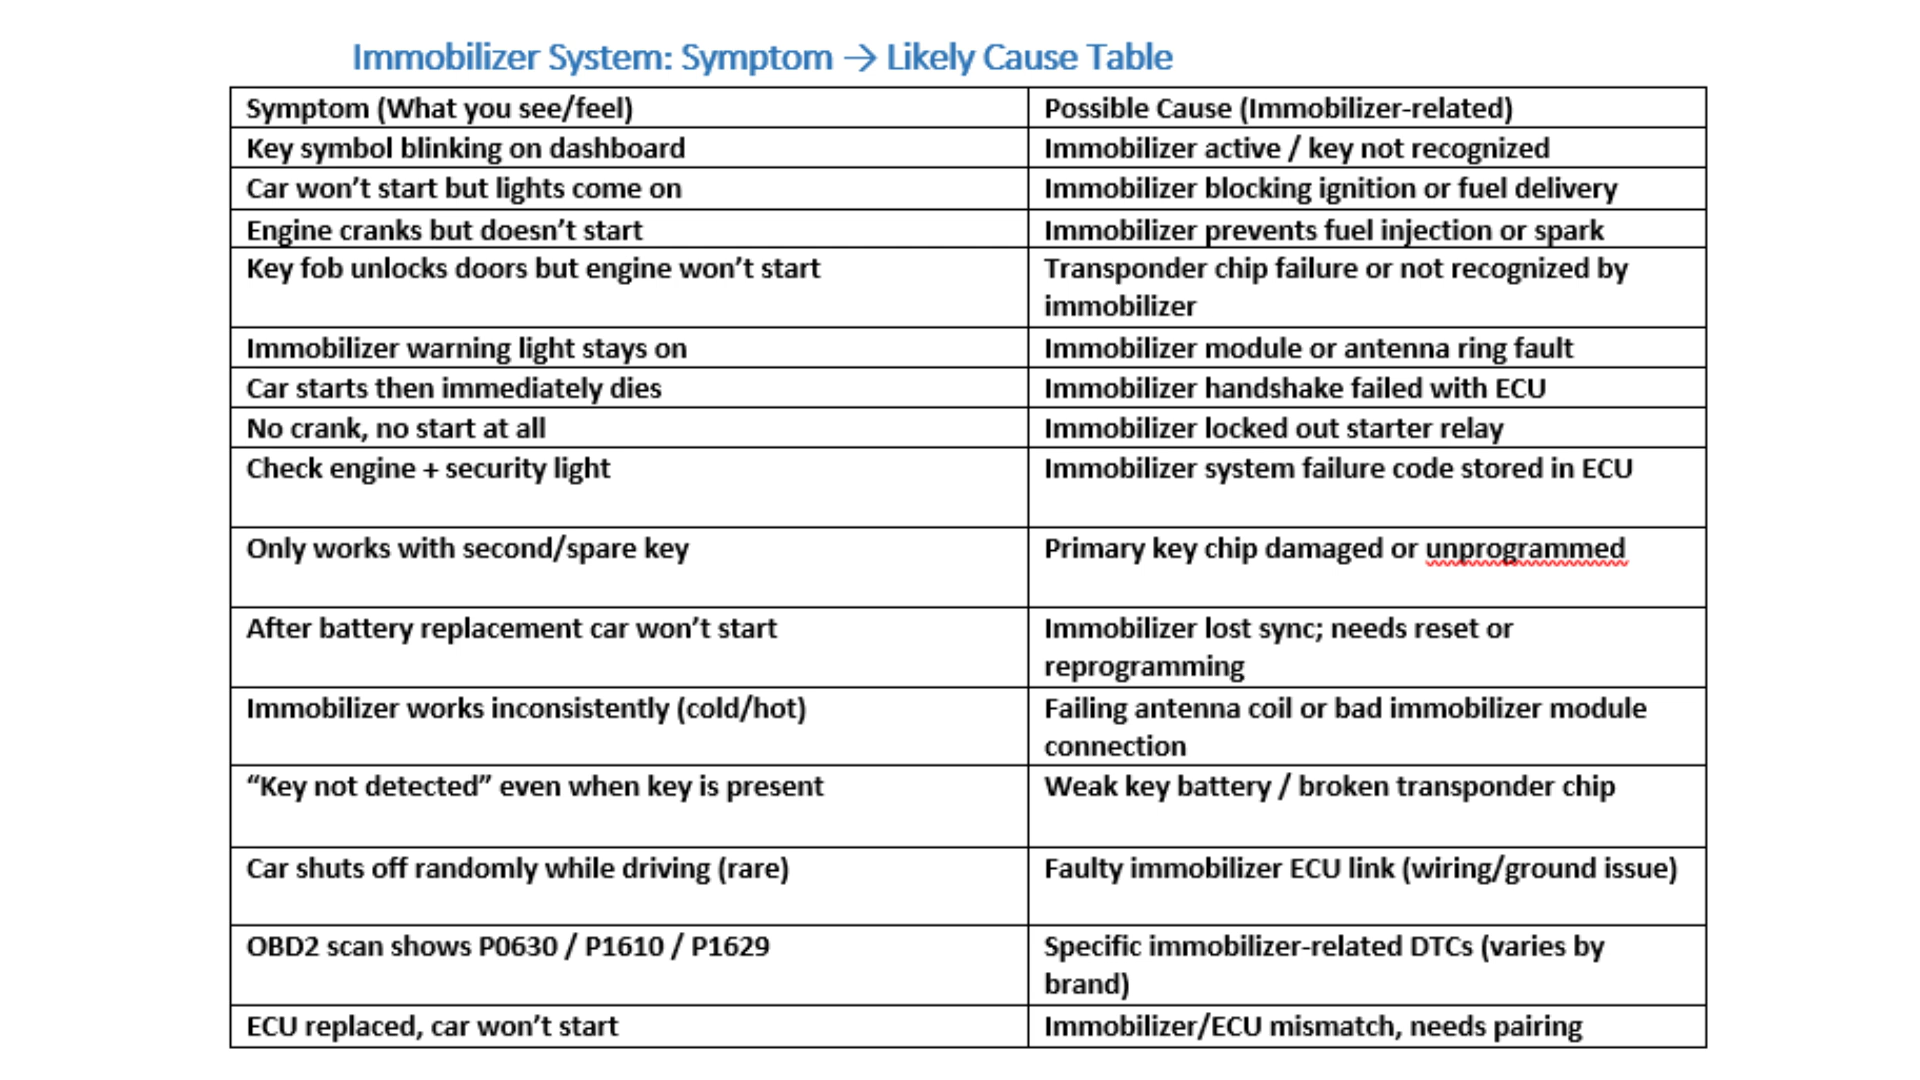 Immobilizer System: Symptom → Likely Cause Table
Symptom (What you see/feel)
Possible Cause (Immobilizer-related)
Key symbol blinking on dashboard
Immobilizer active / key not recognized
Car won’t start but lights come on
Immobilizer blocking ignition or fuel delivery
Engine cranks but doesn’t start
Immobilizer prevents fuel injection or spark
Key fob unlocks doors but engine won’t start
Transponder chip failure or not recognized by
immobilizer
Immobilizer warning light stays on
Immobilizer module or antenna ring fault
Car starts then immediately dies
Immobilizer handshake failed with ECU
No crank, no start at all
Immobilizer locked out starter relay
Check engine + security light
Immobilizer system failure code stored in ECU
Only works with second/spare key
Primary key chip damaged or unprogrammed
After battery replacement car won’t start
Immobilizer lost sync; needs reset or
reprogramming
Immobilizer works inconsistently (cold/hot)
Failing antenna coil or bad immobilizer module
connection
“Key not detected” even when key is present
Weak key battery / broken transponder chip
Car shuts off randomly while driving (rare)
Faulty immobilizer ECU link (wiring/ground issue)
OBD2 scan shows P0630 / P1610 / P1629
Specific immobilizer-related DTCs (varies by
brand)
ECU replaced, car won’t start
Immobilizer/ECU mismatch, needs pairing